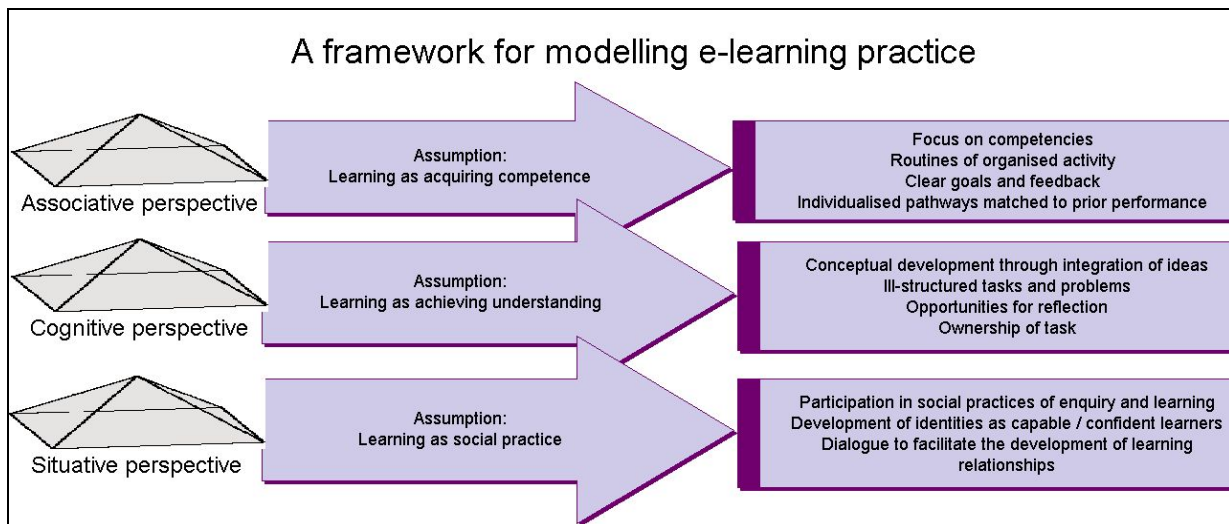 A framework for modelling e-learning practice
Associative perspective
Assumption:
Learning as acquiring competence
Focus on competencies
Routines of organised activity
Clear goals and feedback
Individualised pathways matched to prior performance
Cognitive perspective
Assumption:
Learning as achieving understanding
Conceptual development through integration of ideas
Ill-structured tasks and problems
Opportunities for reflection
Ownership of task
Situative perspective
Assumption:
Learning as social practice
Participation in social practices of enquiry and learning
Development of identities as capable / confident learners
Dialogue to facilitate the development of learning
relationships